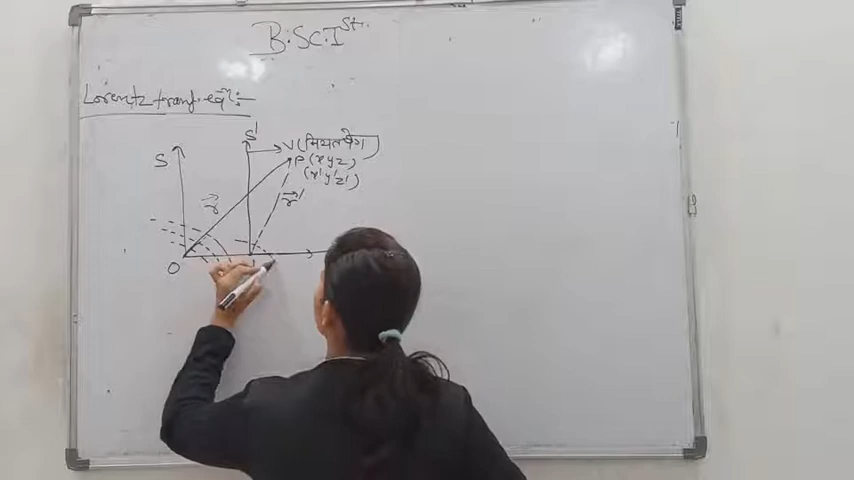 B.Sc.I St.
Lorentz transf. eqn:-
S'
S
V (नियत वेग)
P (x y z)
(x' y' z')
r⃗
r⃗'
O